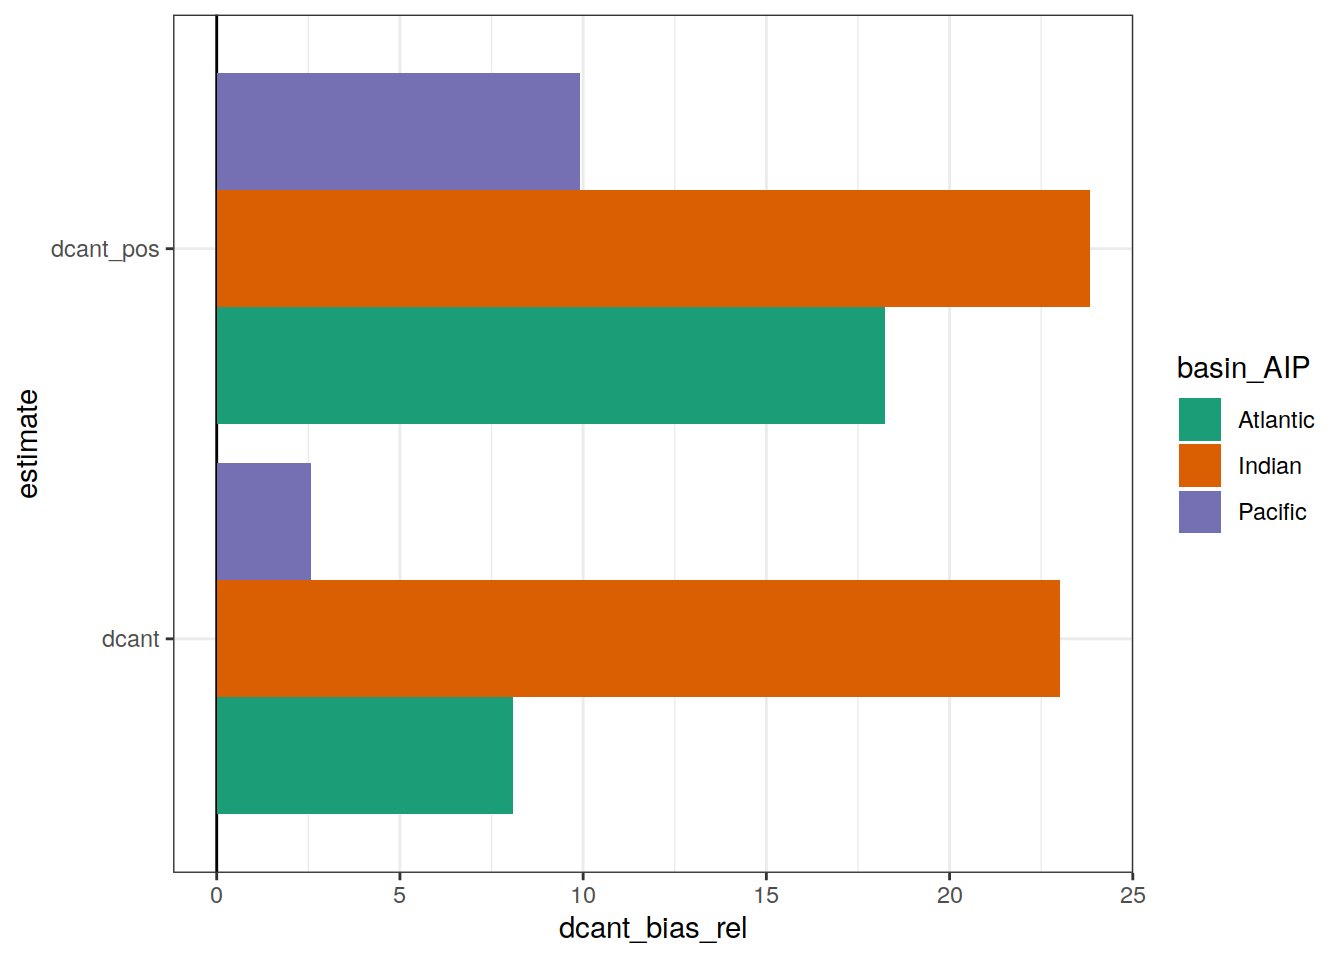 estimate
dcant_pos
dcant
0 5 10 15 20 25
dcant_bias_rel
basin_AIP
Atlantic
Indian
Pacific